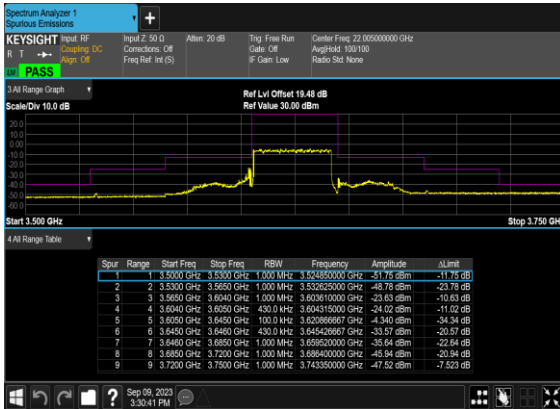 Spectrum Analyzer 1
Spurious Emissions
KEYSIGHT Input: RF Input Z: 50 Ω Atten: 20 dB Trig: Free Run Center Freq: 22.005000000 GHz
R T Coupling: DC Corrections: Off Gate: Off Avg|Hold: 100/100
Align: Off Freq Ref: Int (S) IF Gain: Low Radio Std: None
PASS
3 All Range Graph
Ref Lvl Offset 19.48 dB
Scale/Div 10.0 dB Ref Value 30.00 dBm
20.0
10.0
0.00
-10.0
-20.0
-30.0
-40.0
-50.0
-60.0
Start 3.500 GHz Stop 3.750 GHz
4 All Range Table
Spur Range Start Freq Stop Freq RBW Frequency Amplitude ΔLimit
1 1 3.5000 GHz 3.5300 GHz 1.000 MHz 3.524850000 GHz -51.75 dBm -11.75 dB
2 2 3.5300 GHz 3.5650 GHz 1.000 MHz 3.532625000 GHz -48.78 dBm -23.78 dB
3 3 3.5650 GHz 3.6040 GHz 1.000 MHz 3.603610000 GHz -23.63 dBm -10.63 dB
4 4 3.6040 GHz 3.6050 GHz 430.0 kHz 3.604315000 GHz -24.02 dBm -11.02 dB
5 5 3.6050 GHz 3.6450 GHz 100.0 kHz 3.620866667 GHz -4.340 dBm -34.34 dB
6 6 3.6450 GHz 3.6460 GHz 430.0 kHz 3.645426667 GHz -33.57 dBm -20.57 dB
7 7 3.6460 GHz 3.6850 GHz 1.000 MHz 3.659520000 GHz -35.64 dBm -22.64 dB
8 8 3.6850 GHz 3.7200 GHz 1.000 MHz 3.686400000 GHz -45.94 dBm -20.94 dB
9 9 3.7200 GHz 3.7500 GHz 1.000 MHz 3.743350000 GHz -47.52 dBm -7.523 dB
Sep 09, 2023
3:30:41 PM